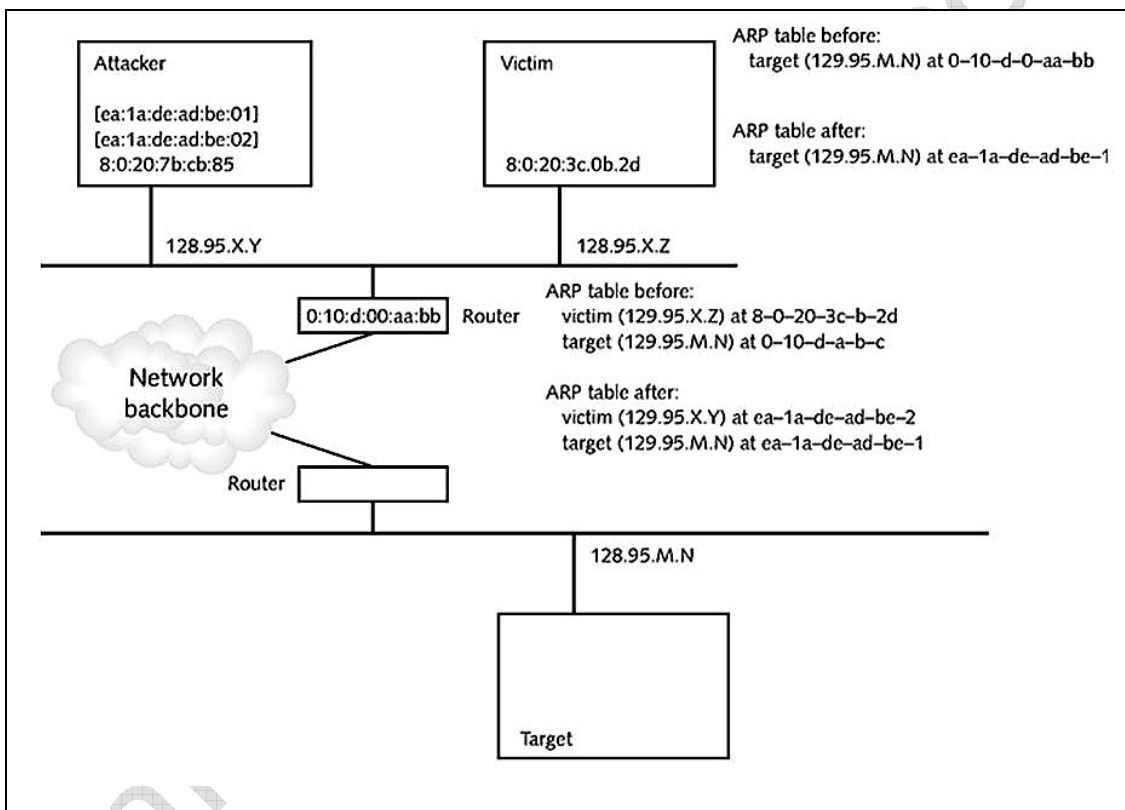 Attacker
[ea:1a:de:ad:be:01]
[ea:1a:de:ad:be:02]
8:0:20:7b:cb:85
Victim
8:0:20:3c.0b.2d
ARP table before:
target (129.95.M.N) at 0–10–d–0–aa–bb
ARP table after:
target (129.95.M.N) at ea–1a–de–ad–be–1
128.95.X.Y
128.95.X.Z
0:10:d:00:aa:bb
Router
ARP table before:
victim (129.95.X.Z) at 8–0–20–3c–b–2d
target (129.95.M.N) at 0–10–d–a–b–c
Network
backbone
ARP table after:
victim (129.95.X.Y) at ea–1a–de–ad–be–2
target (129.95.M.N) at ea–1a–de–ad–be–1
Router
128.95.M.N
Target